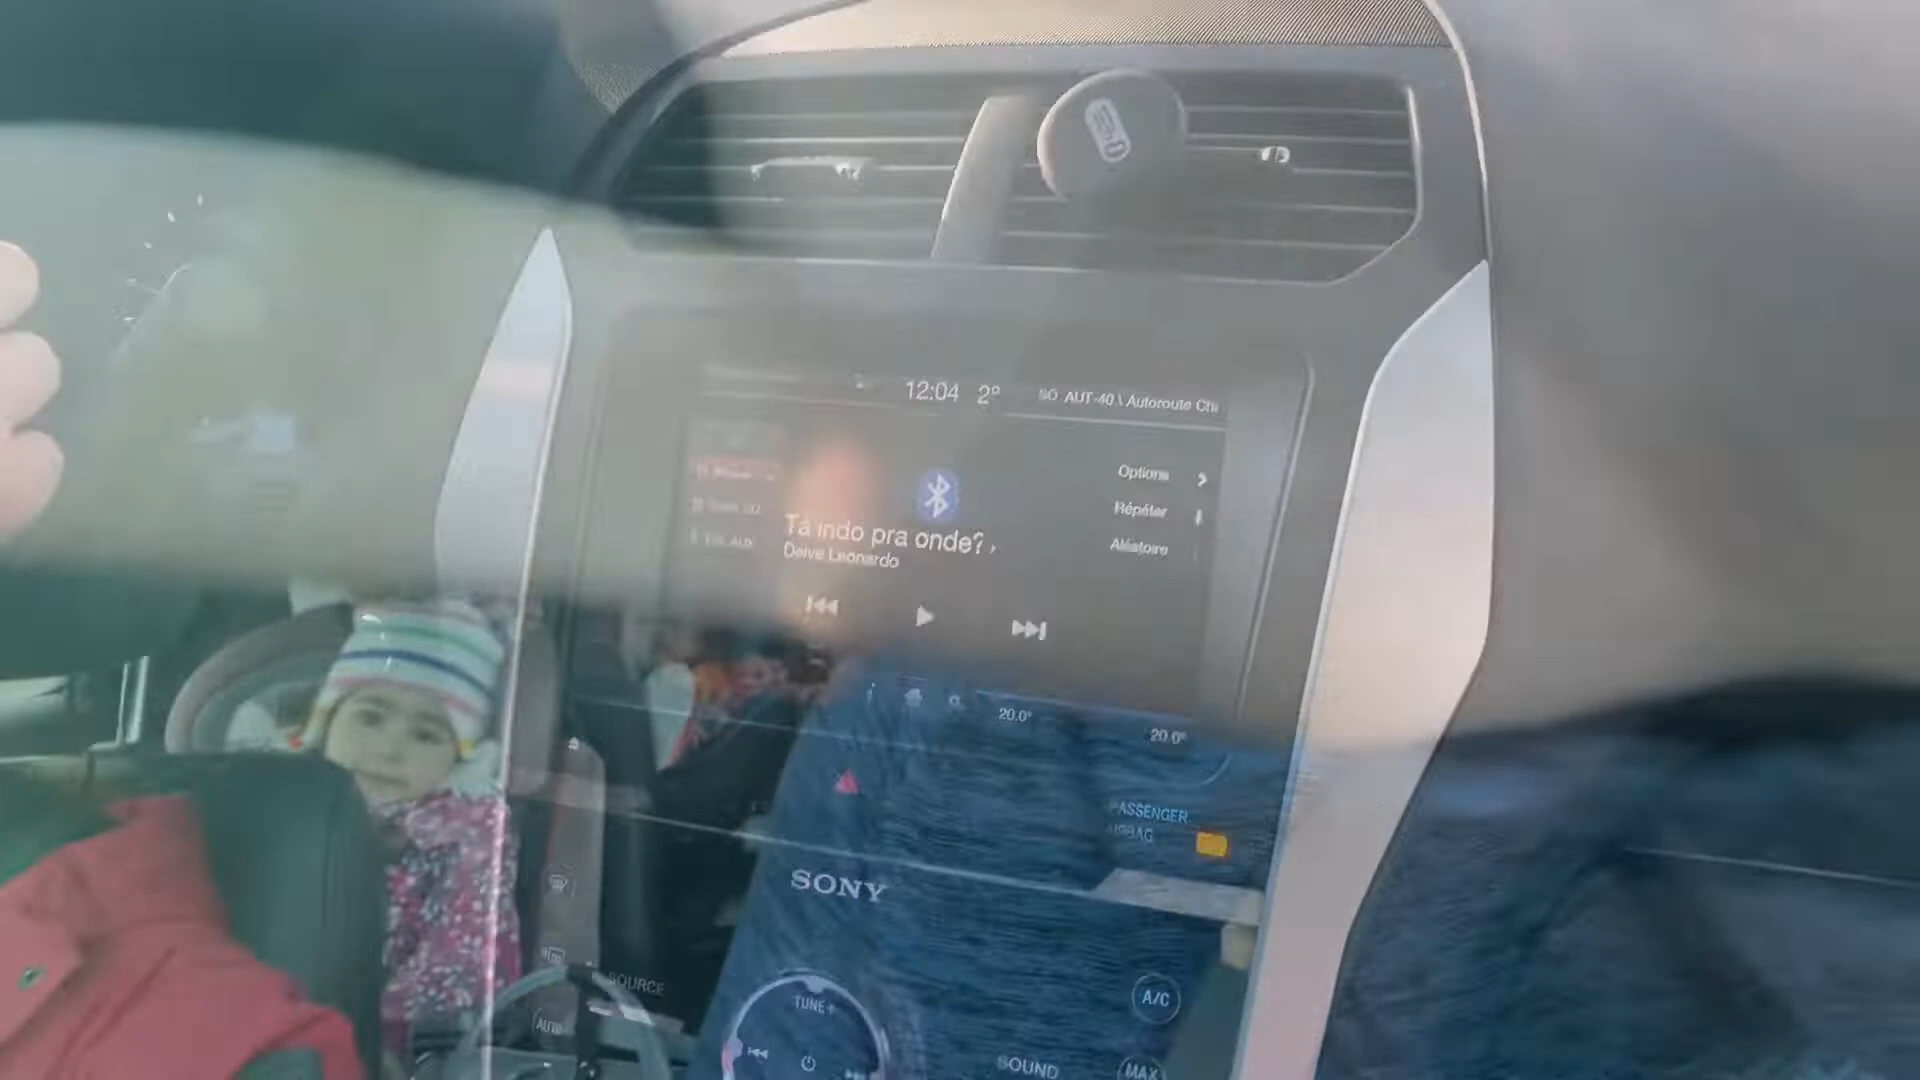 12:04 2° AUT-40 \ Autoroute
Options
Répéter
Aléatoire
Tá indo pra onde?
Deive Leonardo
20.0°
20.0°
PASSENGER
AIRBAG
SONY
SOURCE
AUTO
TUNE+
A/C
SOUND
MAX